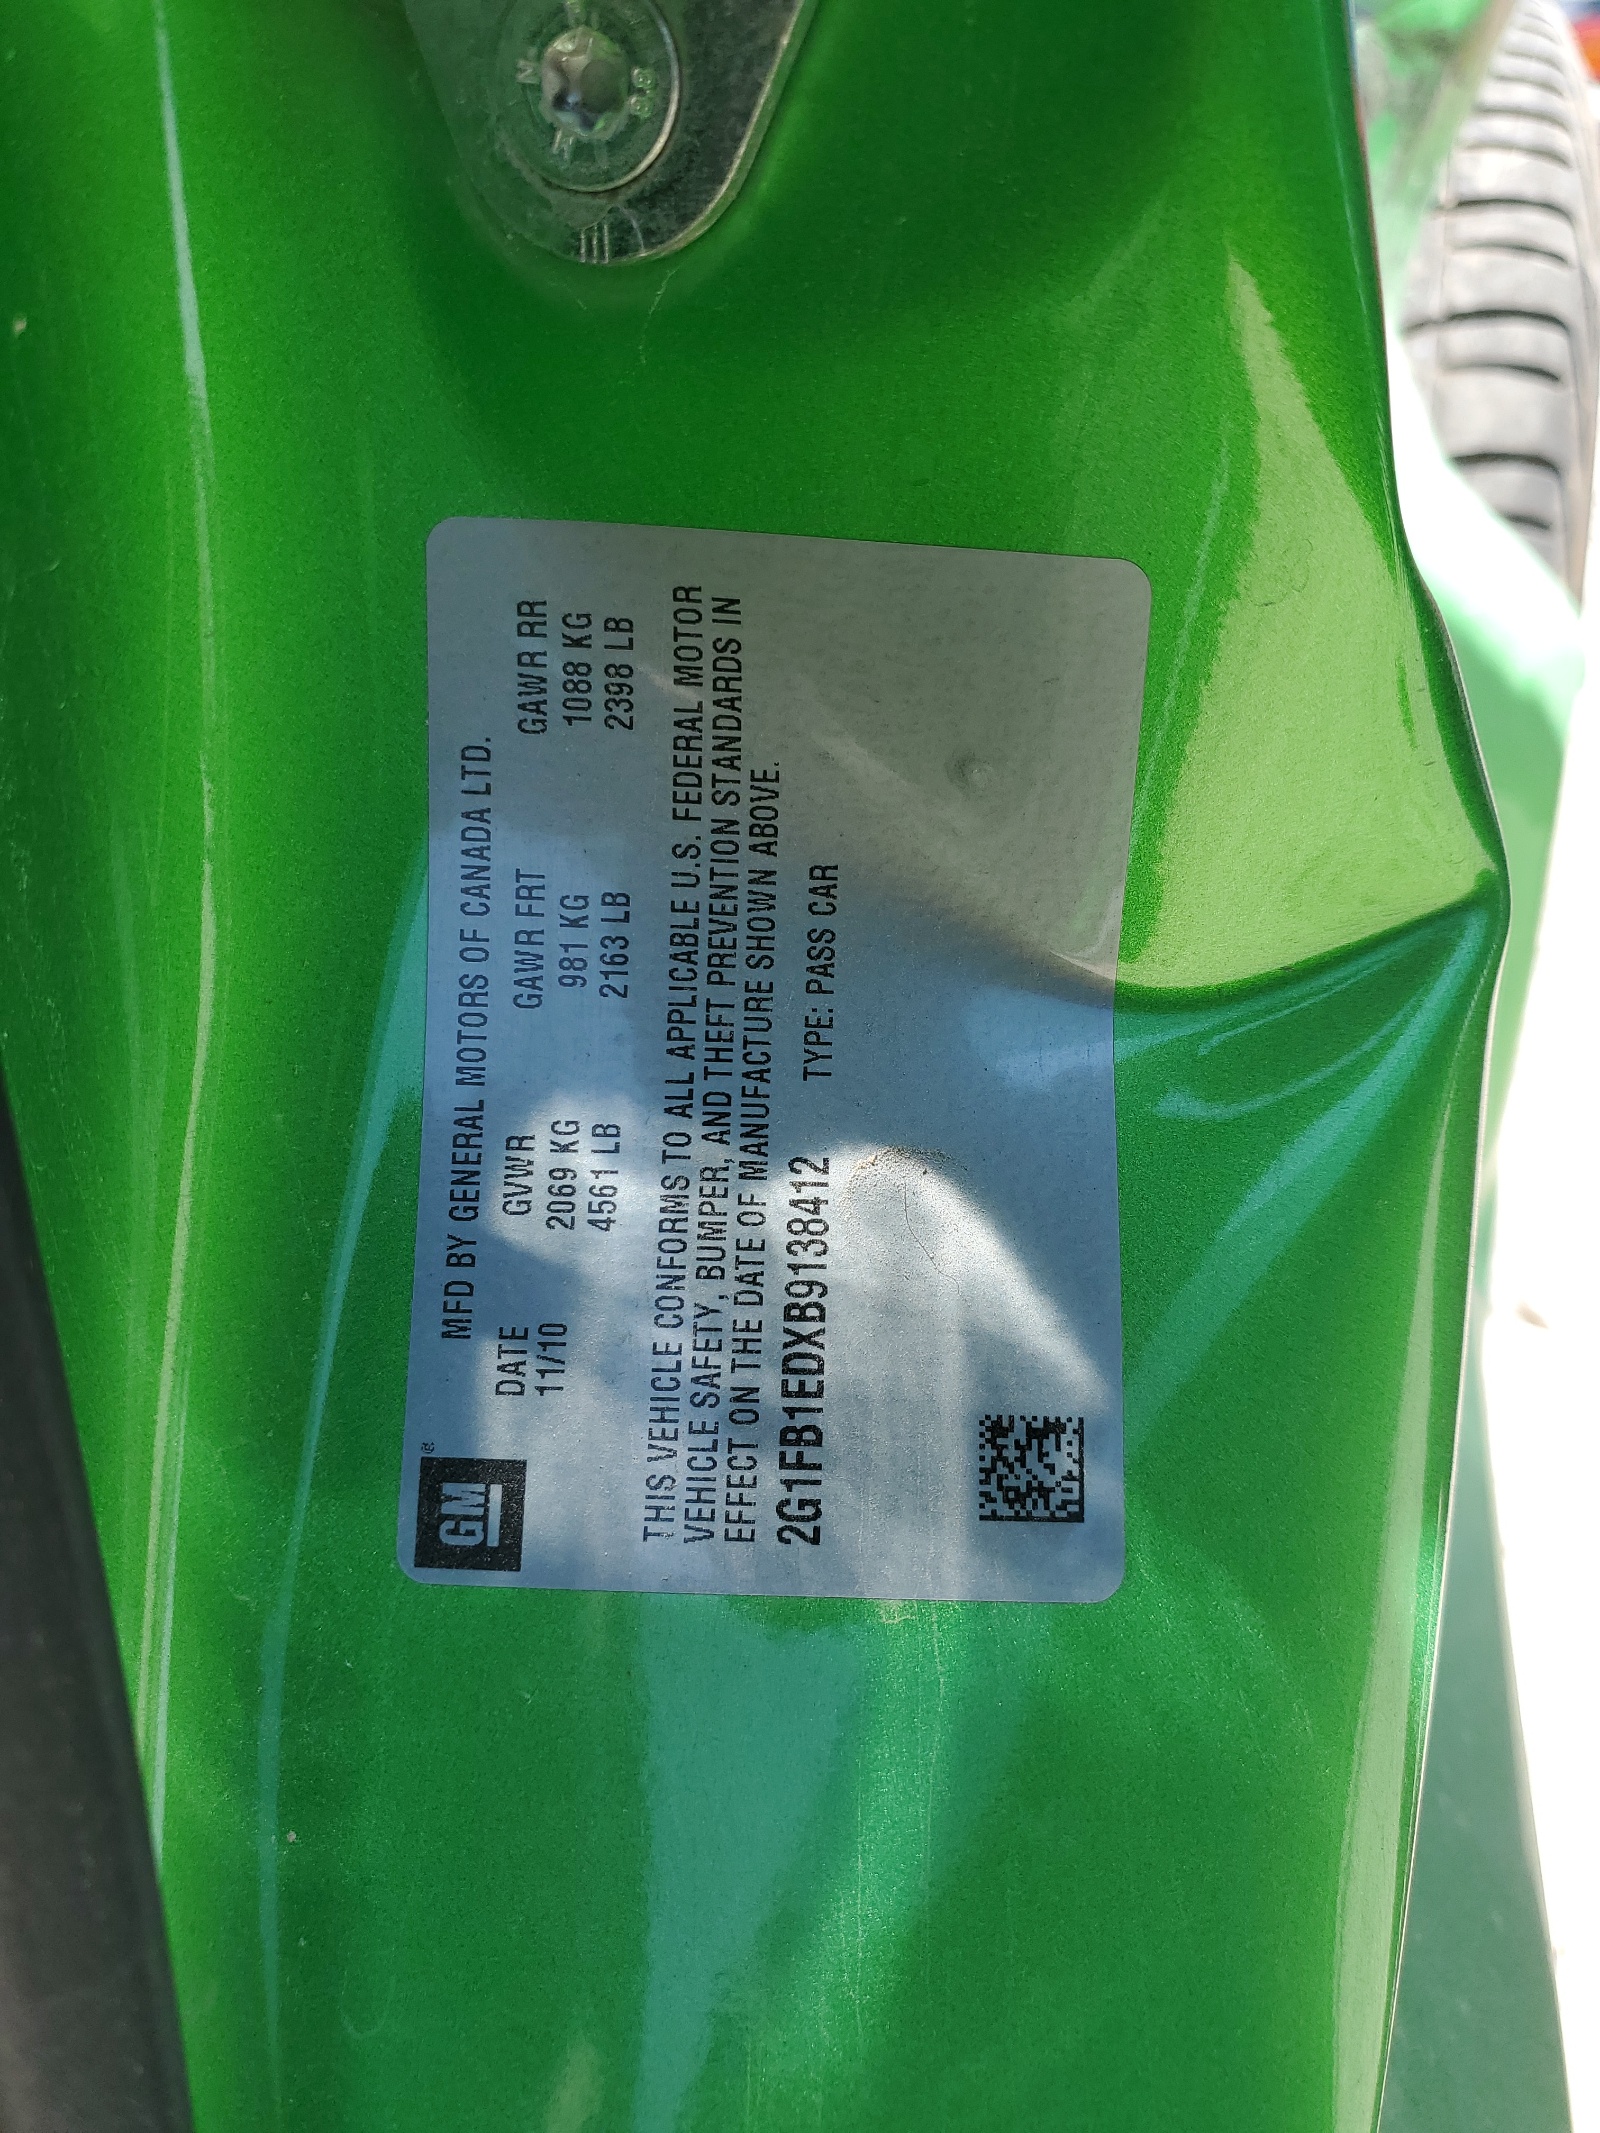 GM®
MFD BY GENERAL MOTORS OF CANADA LTD.
DATE GVWR GAWR FRT GAWR RR
11/10 2069 KG 981 KG 1088 KG
4561 LB 2163 LB 2398 LB
THIS VEHICLE CONFORMS TO ALL APPLICABLE U.S. FEDERAL MOTOR
VEHICLE SAFETY, BUMPER, AND THEFT PREVENTION STANDARDS IN
EFFECT ON THE DATE OF MANUFACTURE SHOWN ABOVE.
2G1FB1EDXB9138412 TYPE: PASS CAR